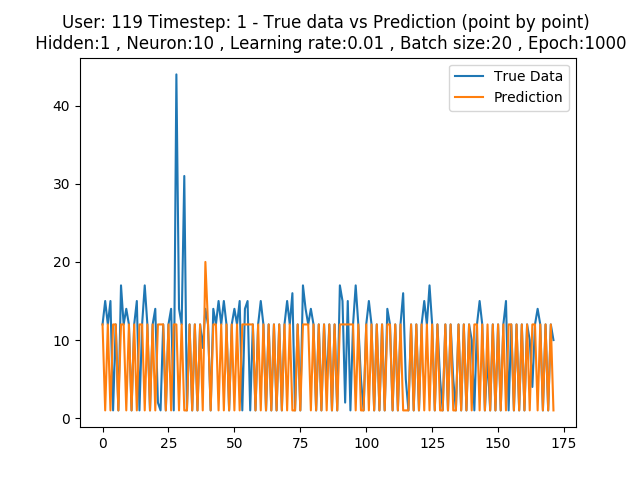 User: 119 Timestep: 1 - True data vs Prediction (point by point)
Hidden:1 , Neuron:10 , Learning rate:0.01 , Batch size:20 , Epoch:1000
True Data
Prediction
40
30
20
10
0
0 25 50 75 100 125 150 175